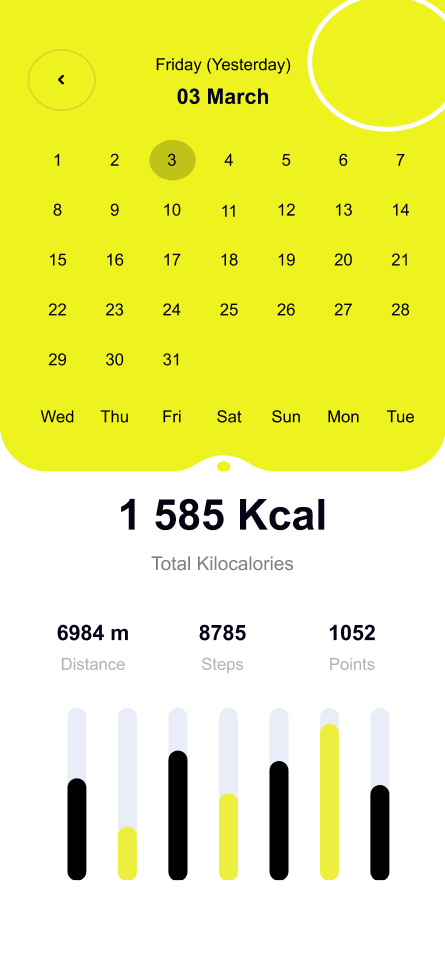 Friday (Yesterday)
03 March
1 2 3 4 5 6 7
8 9 10 11 12 13 14
15 16 17 18 19 20 21
22 23 24 25 26 27 28
29 30 31
Wed Thu Fri Sat Sun Mon Tue
1 585 Kcal
Total Kilocalories
6984 m 8785 1052
Distance Steps Points